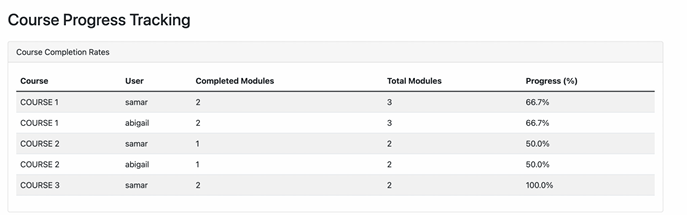 Course Progress Tracking
Course Completion Rates
Course User Completed Modules Total Modules Progress (%)
COURSE 1 samar 2 3 66.7%
COURSE 1 abigail 2 3 66.7%
COURSE 2 samar 1 2 50.0%
COURSE 2 abigail 1 2 50.0%
COURSE 3 samar 2 2 100.0%